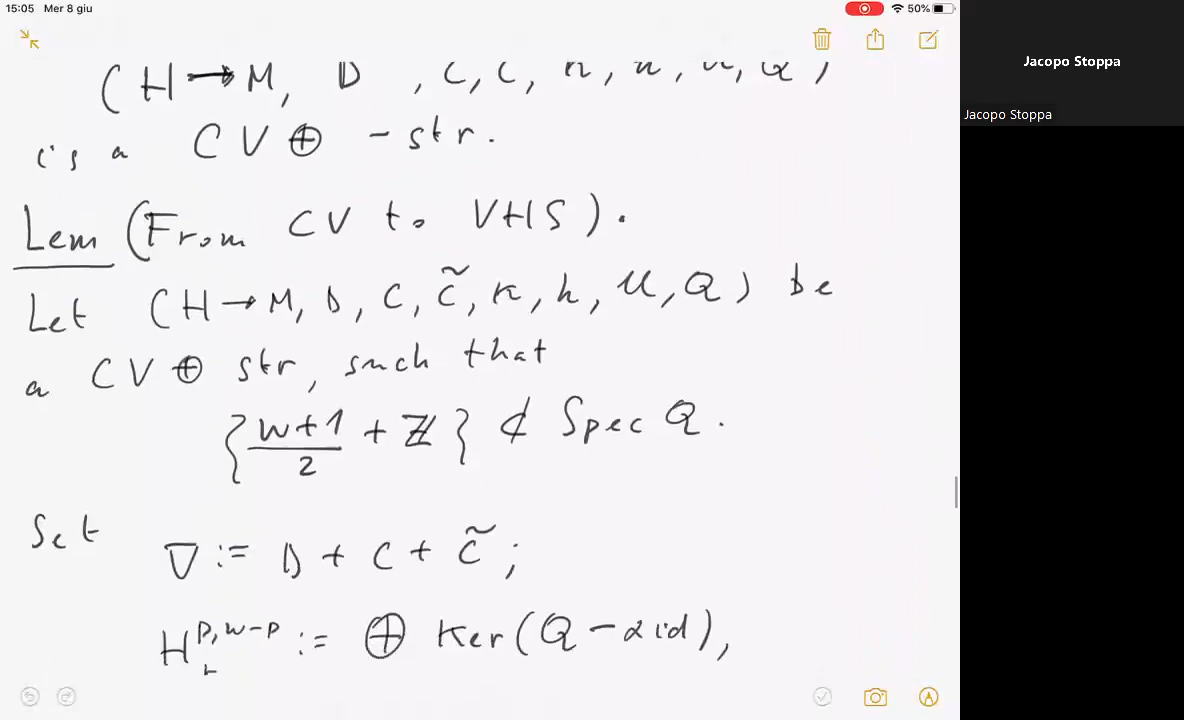 15:05 Mer 8 giu
50%
Jacopo Stoppa
Jacopo Stoppa
(H → M, D , C, C,
is a CV⊕ - str.
Lem (From CV to VHS).
Let (H → M, D, C, C̃, κ, h, U, Q) be
a CV⊕ str, such that
{w+1/2 + ℤ} ⊄ Spec Q.
Set
∇ := D + C + C̃ ;
H^{p,w-p} := ⊕ Ker(Q - α id),